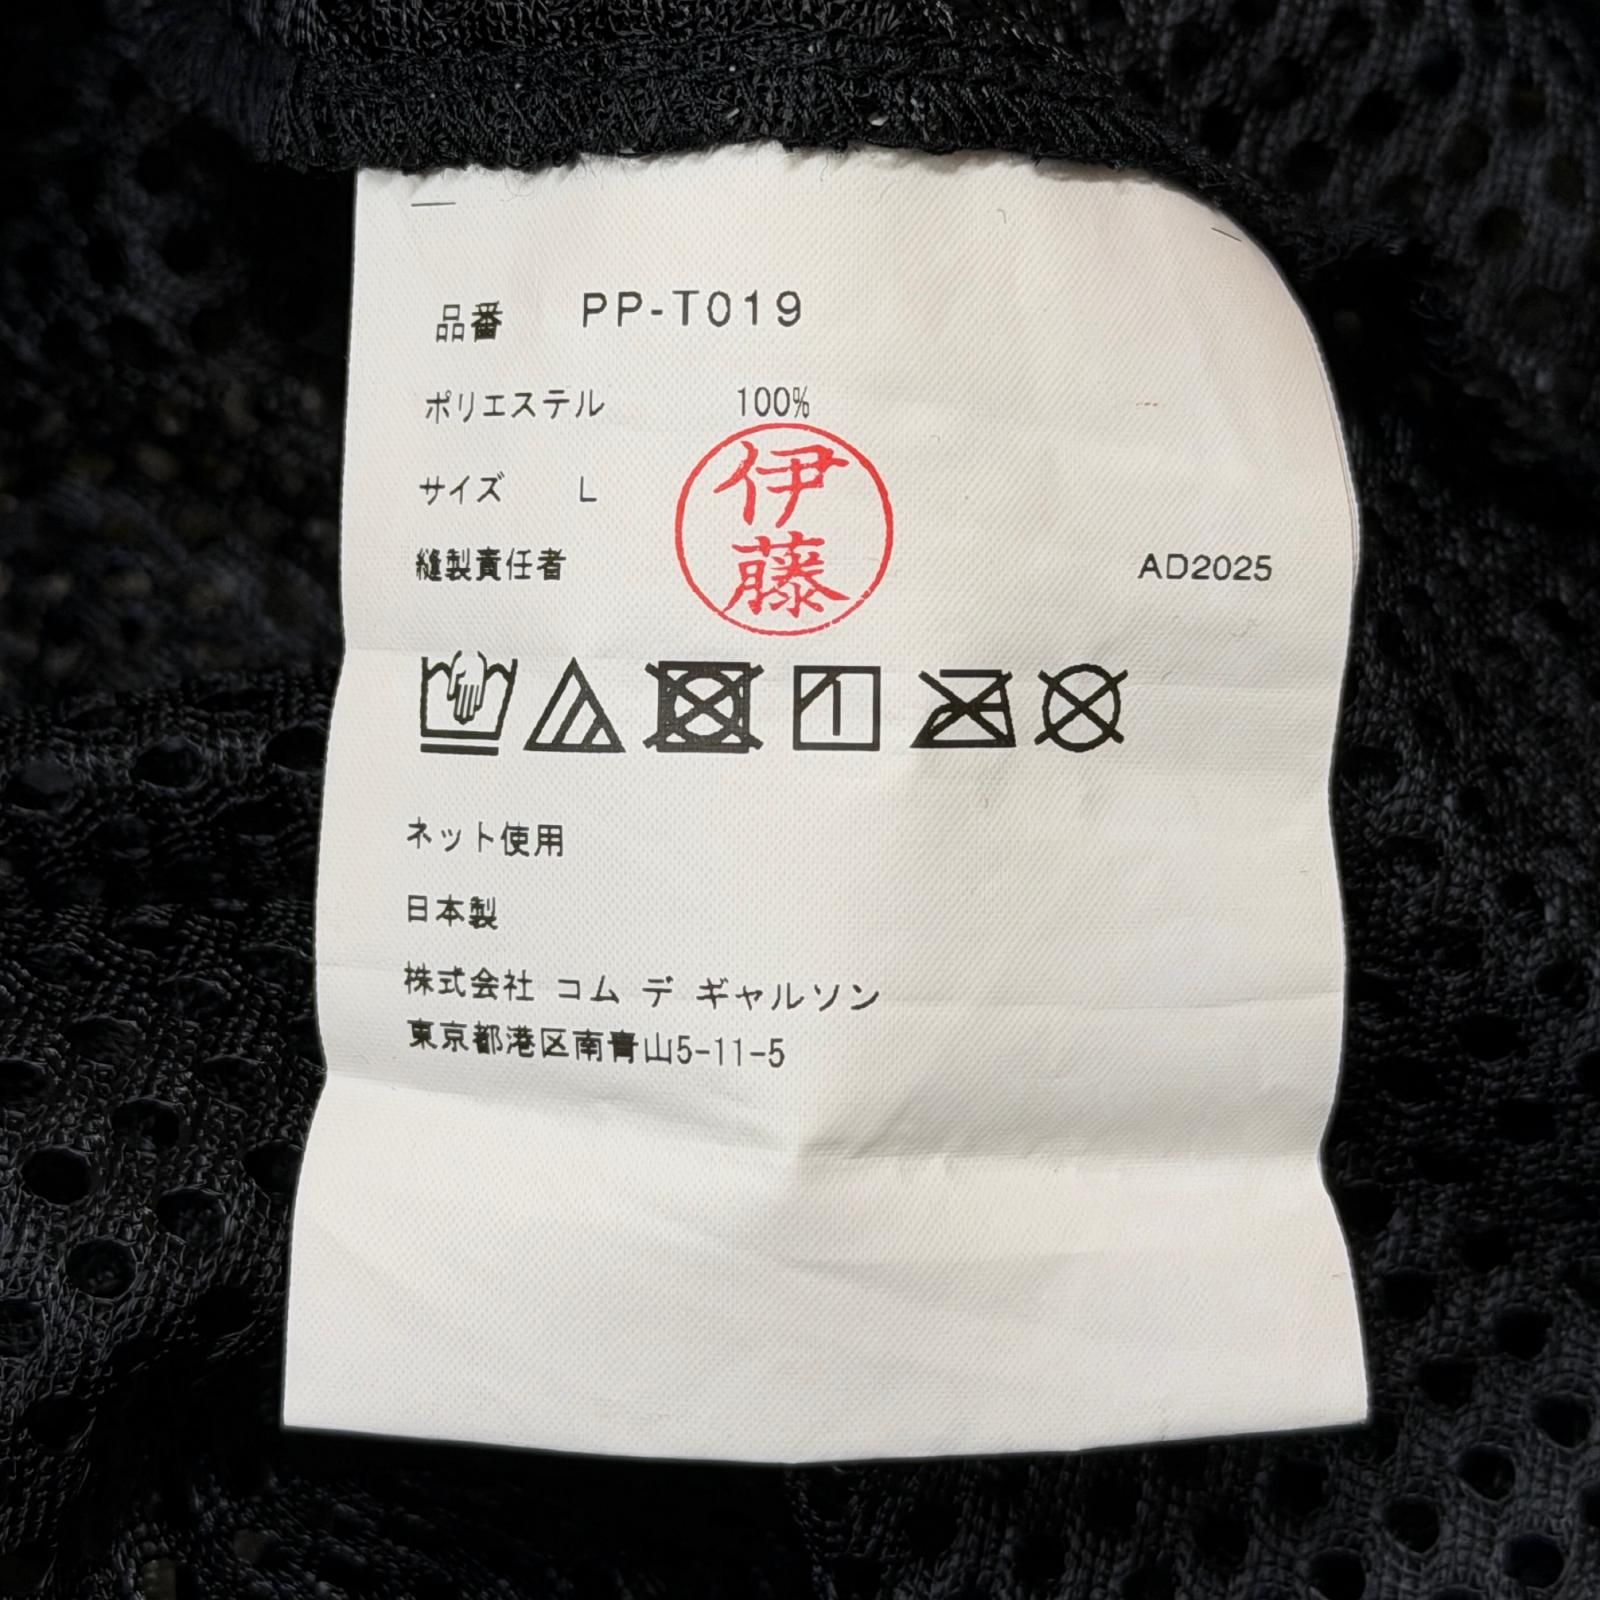 品番 PP-T019
ポリエステル 100%
サイズ L
縫製責任者 伊藤 AD2025
ネット使用
日本製
株式会社 コム デ ギャルソン
東京都港区南青山5-11-5